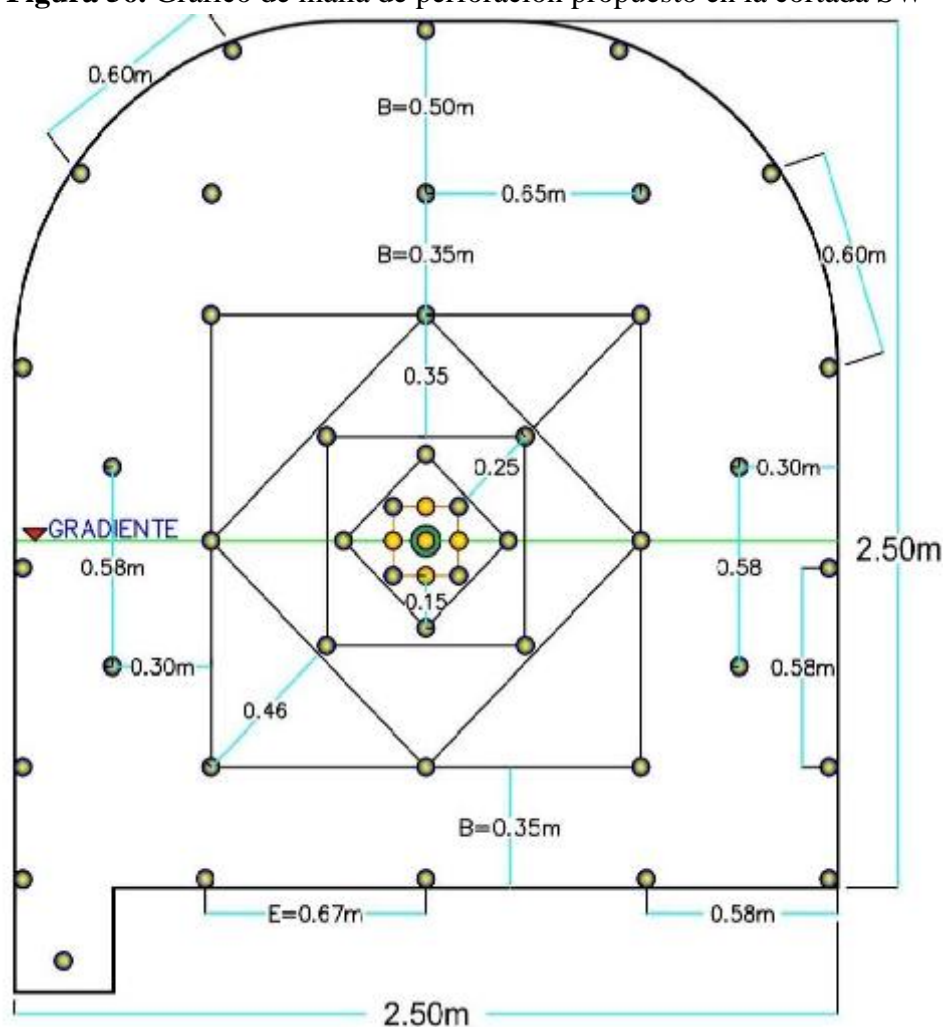 Figura 36. Gráfico de malla de perforación propuesto en la cortada SW
0.60m
B=0.50m
0.65m
B=0.35m
0.60m
0.35
0.25
0.30m
GRADIENTE
2.50m
0.58m
0.58
0.15
0.30m
0.58m
0.46
B=0.35m
E=0.67m
0.58m
2.50m